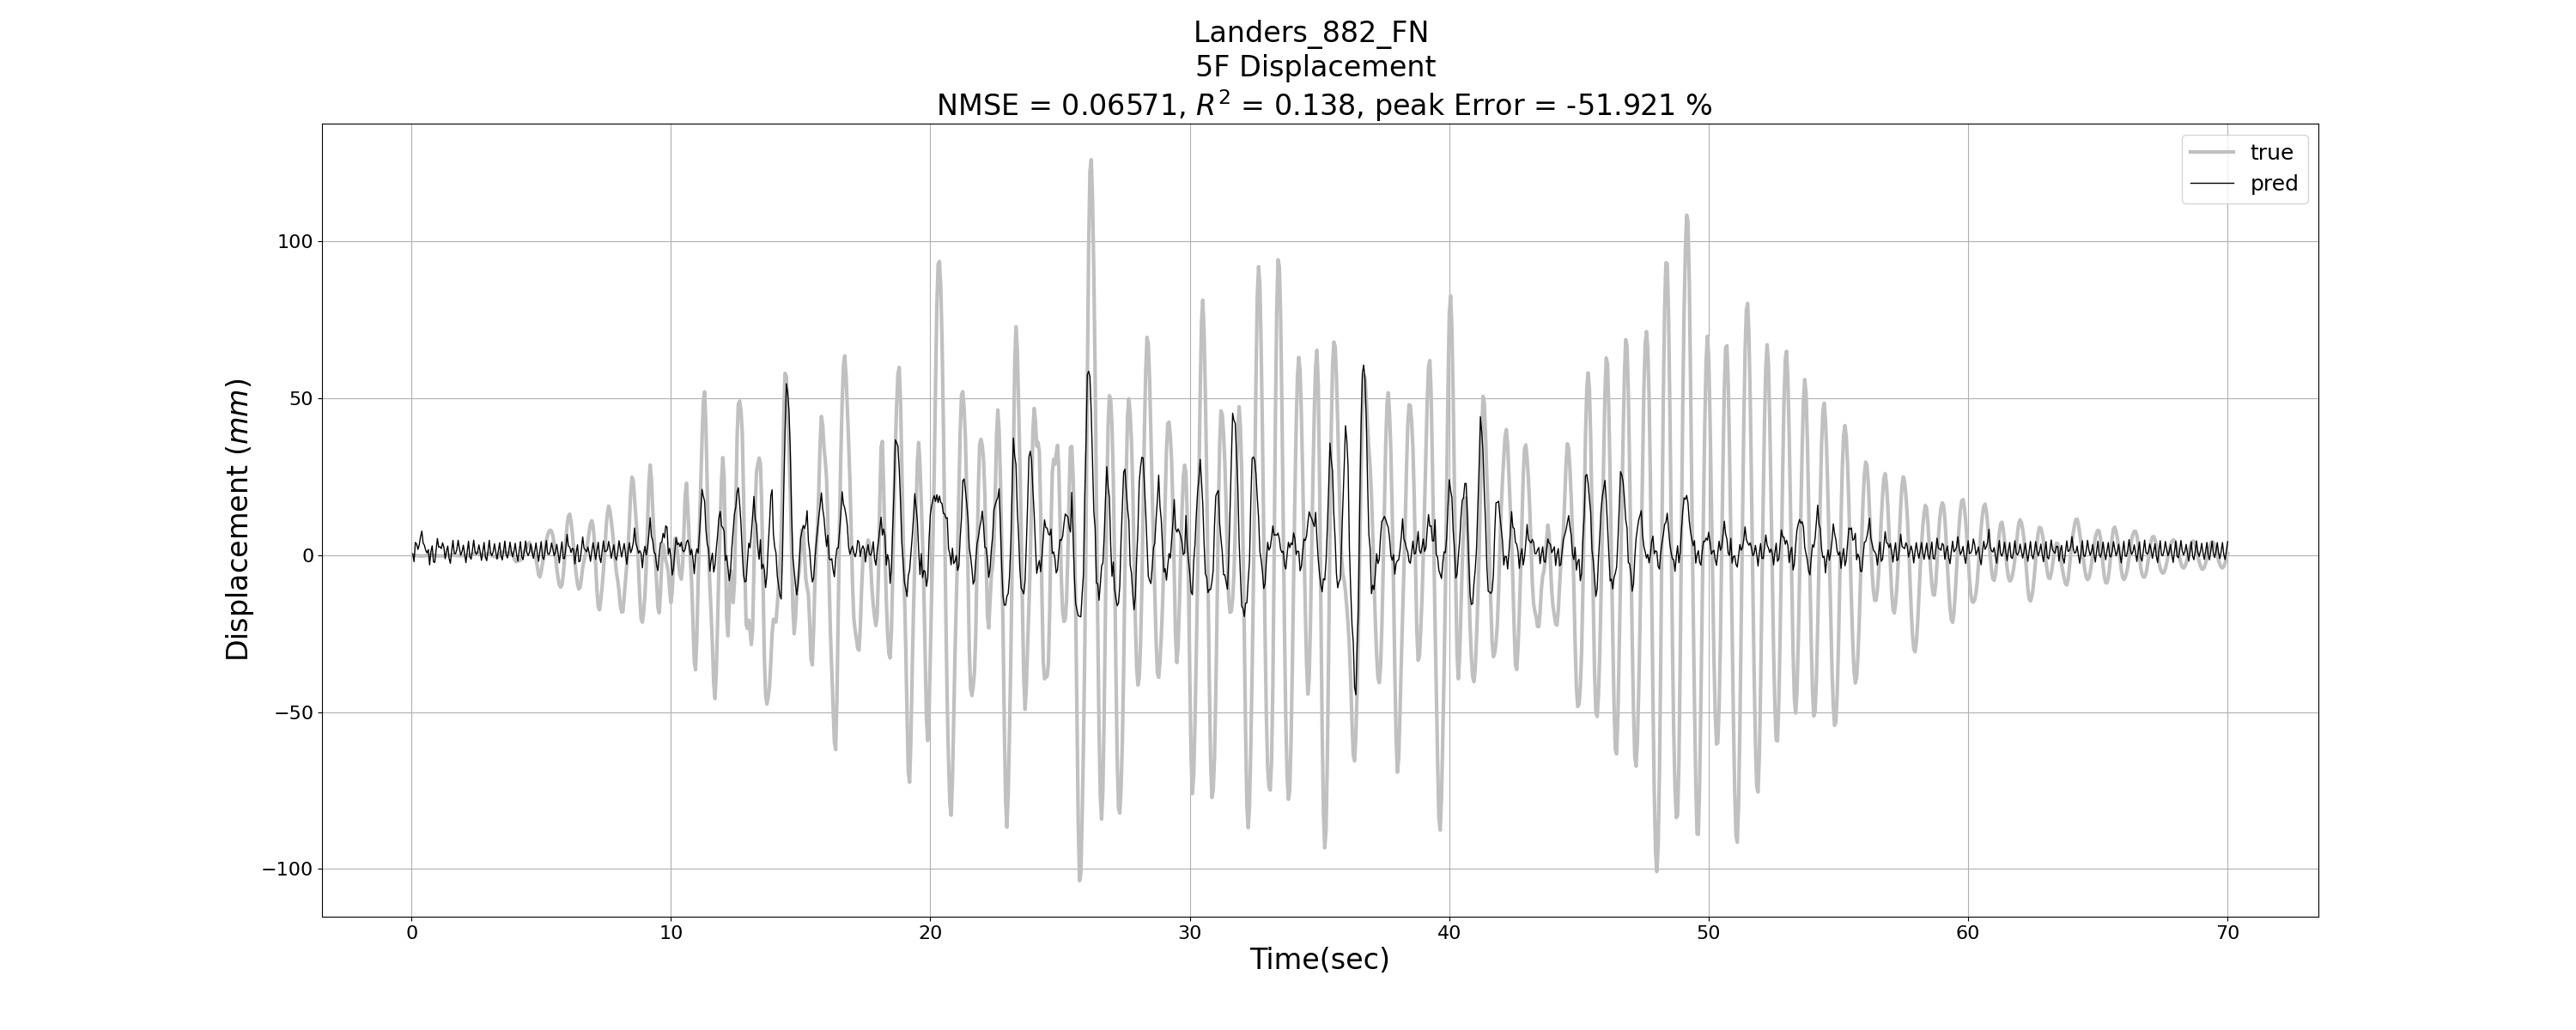 Landers_882_FN
5F Displacement
NMSE = 0.06571, R² = 0.138, peak Error = -51.921 %
true
pred
Displacement (mm)
100
50
0
−50
−100
0 10 20 30 40 50 60 70
Time(sec)